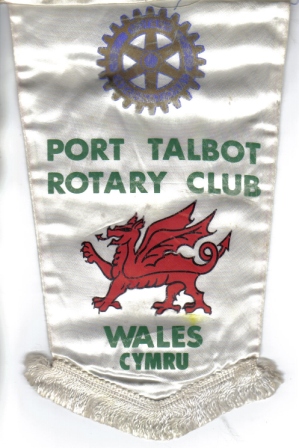 PORT TALBOT
ROTARY CLUB
WALES
CYMRU